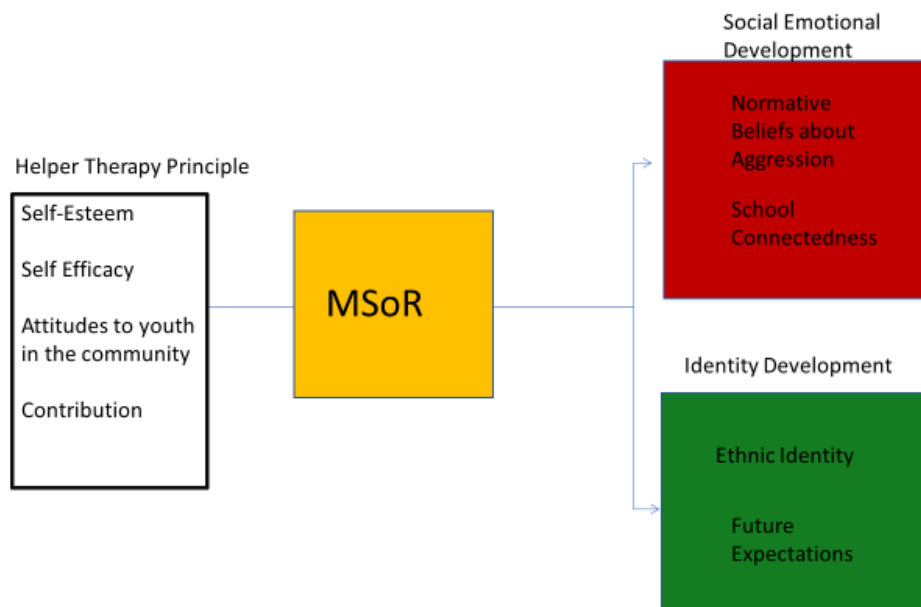 Helper Therapy Principle
Self-Esteem
Self Efficacy
Attitudes to youth
in the community
Contribution
MSoR
Social Emotional
Development
Normative
Beliefs about
Aggression
School
Connectedness
Identity Development
Ethnic Identity
Future
Expectations